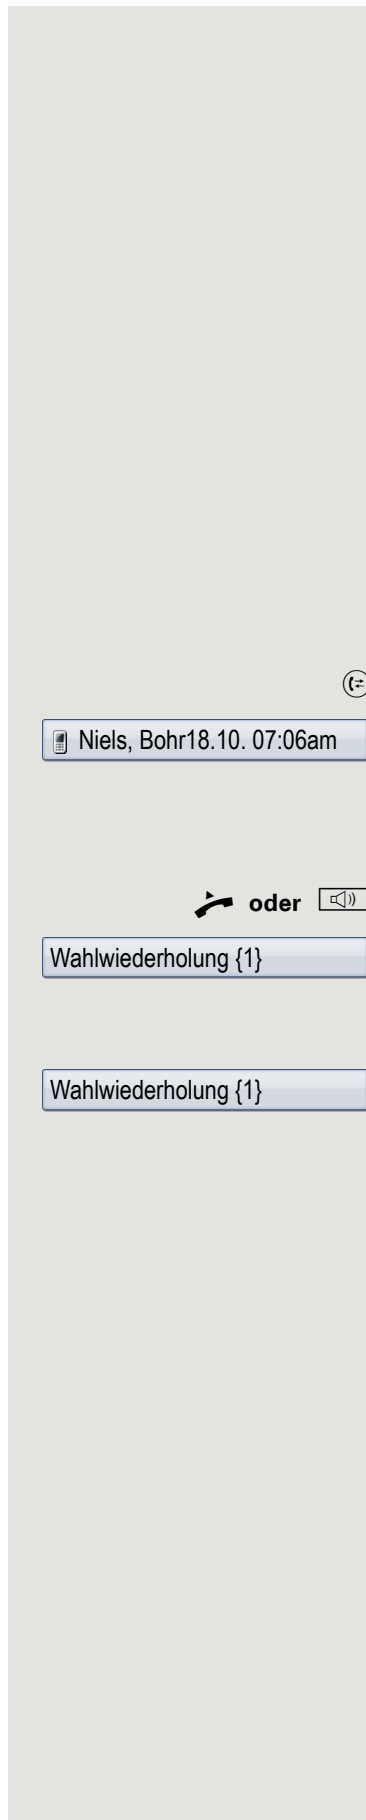 Niels, Bohr18.10. 07:06am
oder
Wahlwiederholung {1}
Wahlwiederholung {1}